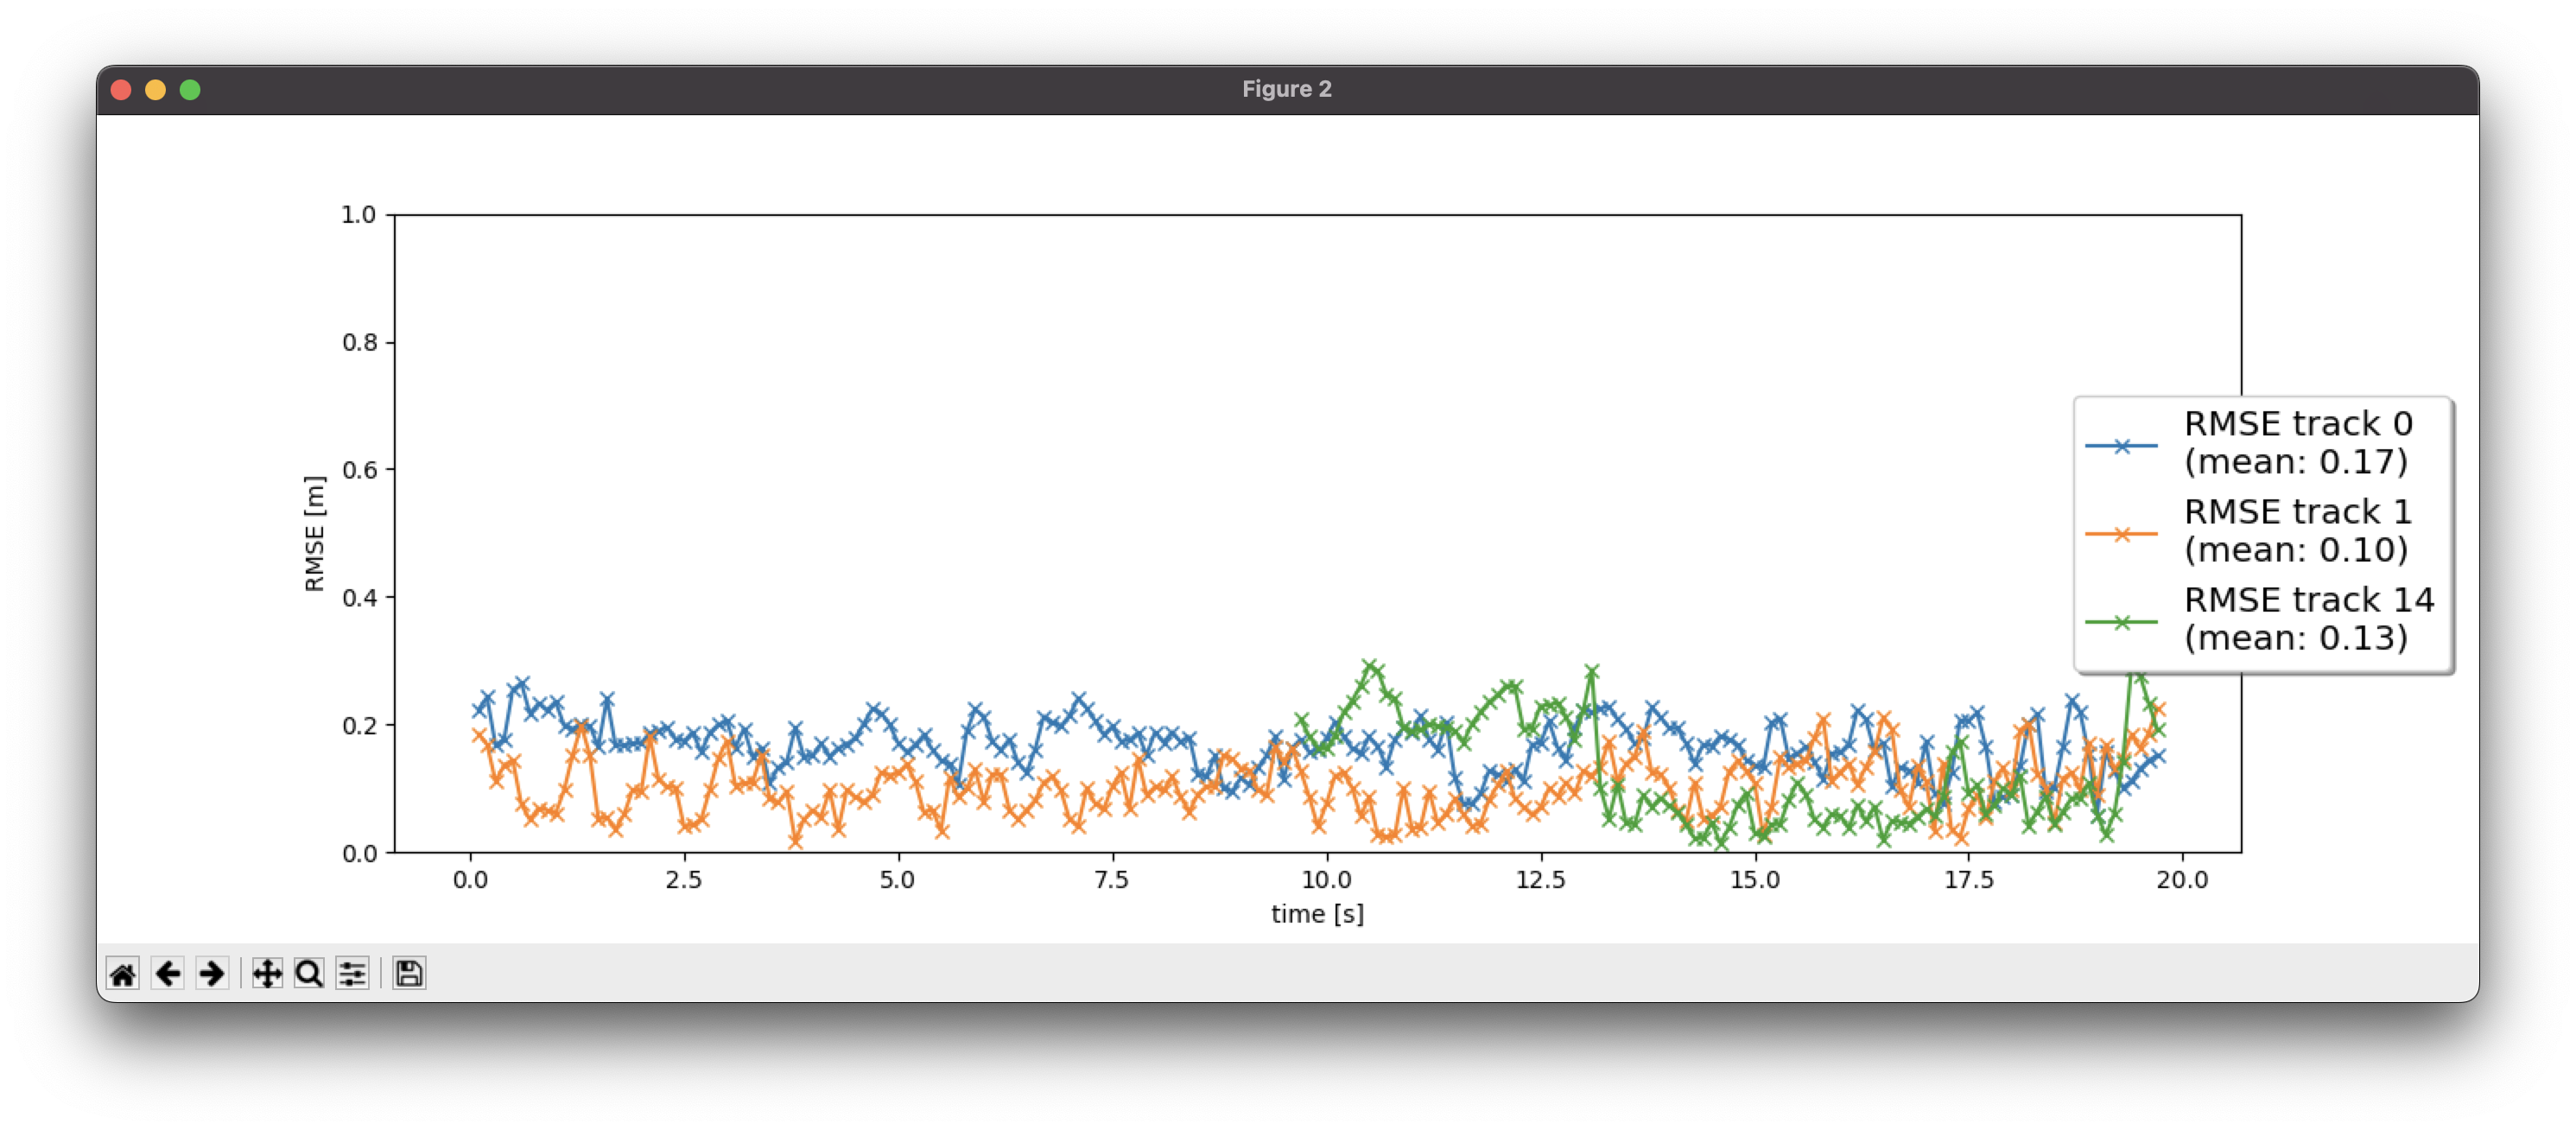 Figure 2
1.0
0.8
0.6
0.4
0.2
0.0
RMSE [m]
0.0 2.5 5.0 7.5 10.0 12.5 15.0 17.5 20.0
time [s]
RMSE track 0
(mean: 0.17)
RMSE track 1
(mean: 0.10)
RMSE track 14
(mean: 0.13)